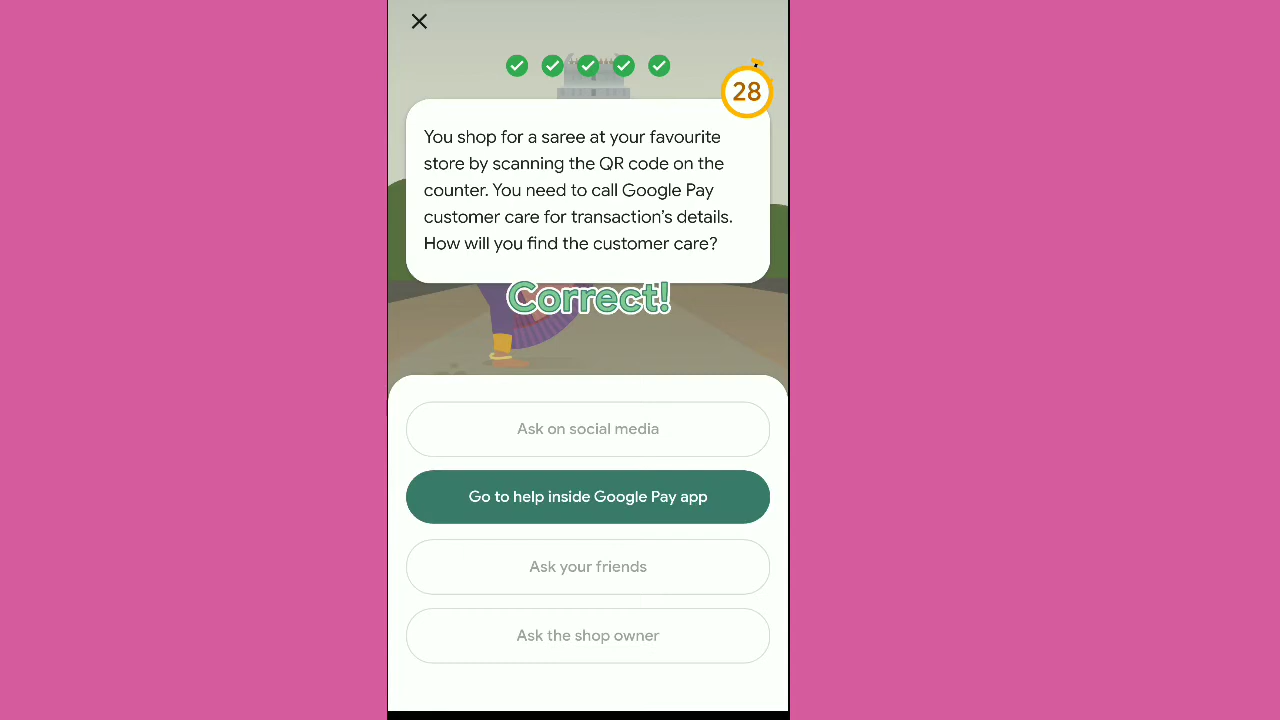 28
You shop for a saree at your favourite
store by scanning the QR code on the
counter. You need to call Google Pay
customer care for transaction's details.
How will you find the customer care?
Correct!
Ask on social media
Go to help inside Google Pay app
Ask your friends
Ask the shop owner